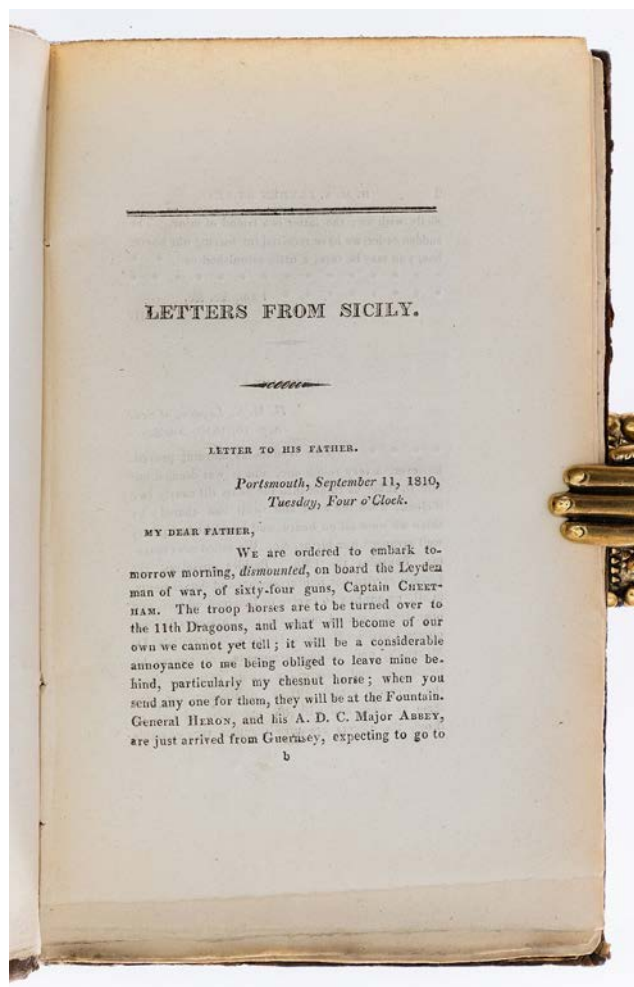 LETTERS FROM SICILY.
LETTER TO HIS FATHER.
Portsmouth, September 11, 1810,
Tuesday, Four o'Clock.
MY DEAR FATHER,
WE are ordered to embark to-
morrow morning, dismounted, on board the Leyden
man of war, of sixty-four guns, Captain CHEET-
HAM. The troop horses are to be turned over to
the 11th Dragoons, and what will become of our
own we cannot yet tell; it will be a considerable
annoyance to me being obliged to leave mine be-
hind, particularly my chesnut horse; when you
send any one for them, they will be at the Fountain.
General HERON, and his A. D. C. Major ABBEY,
are just arrived from Guernsey, expecting to go to
b